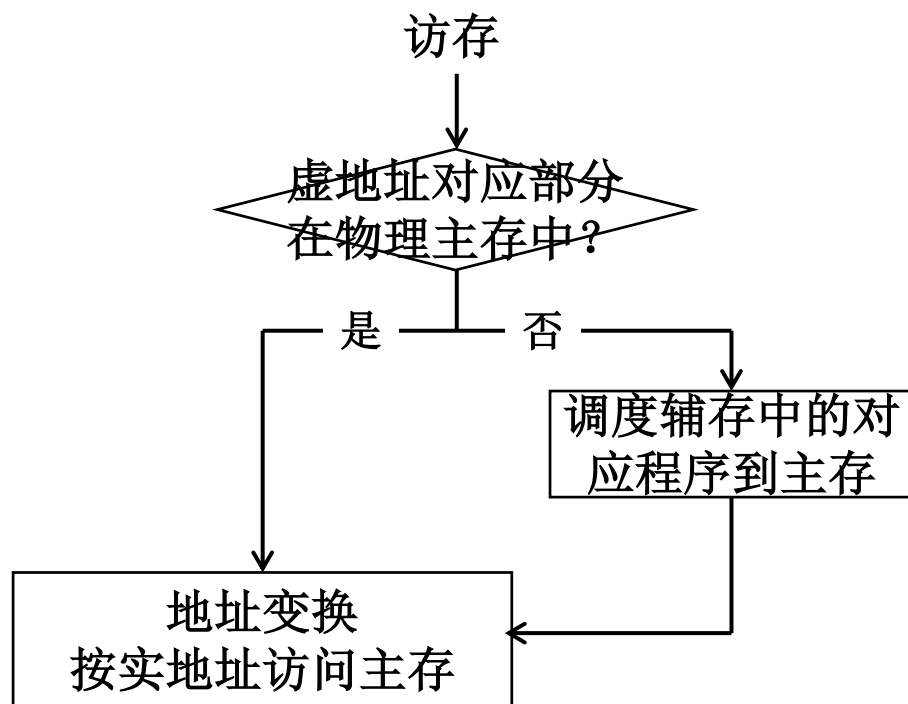 访存
虚地址对应部分
在物理主存中？
是
否
调度辅存中的对
应程序到主存
地址变换
按实地址访问主存